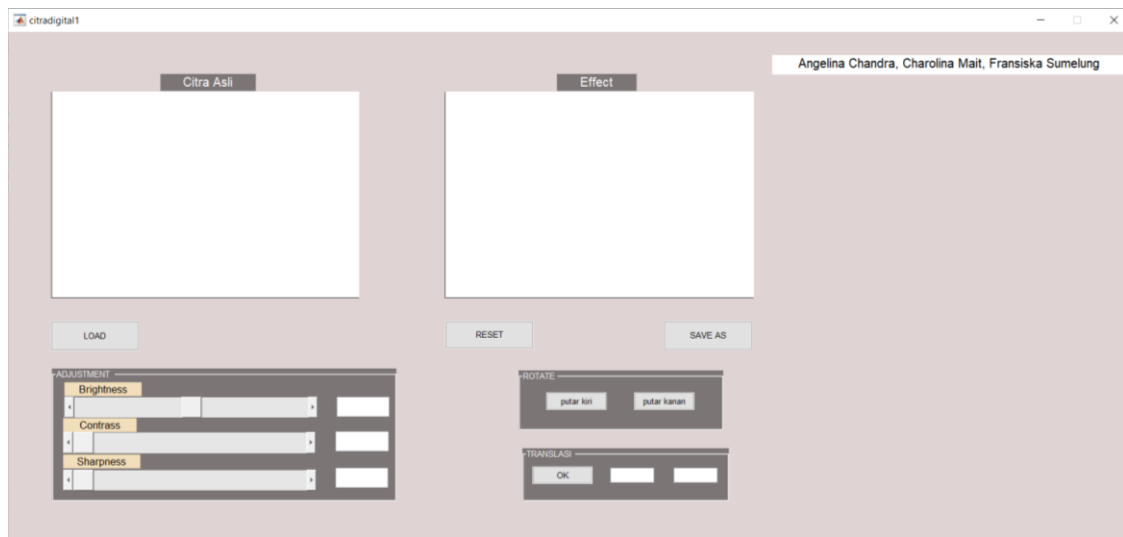 citradigital1
Angelina Chandra, Charolina Mait, Fransiska Sumelung
Citra Asli
Effect
LOAD
RESET
SAVE AS
ADJUSTMENT
Brightness
Contrass
Sharpness
ROTATE
putar kiri
putar kanan
TRANSLASI
OK